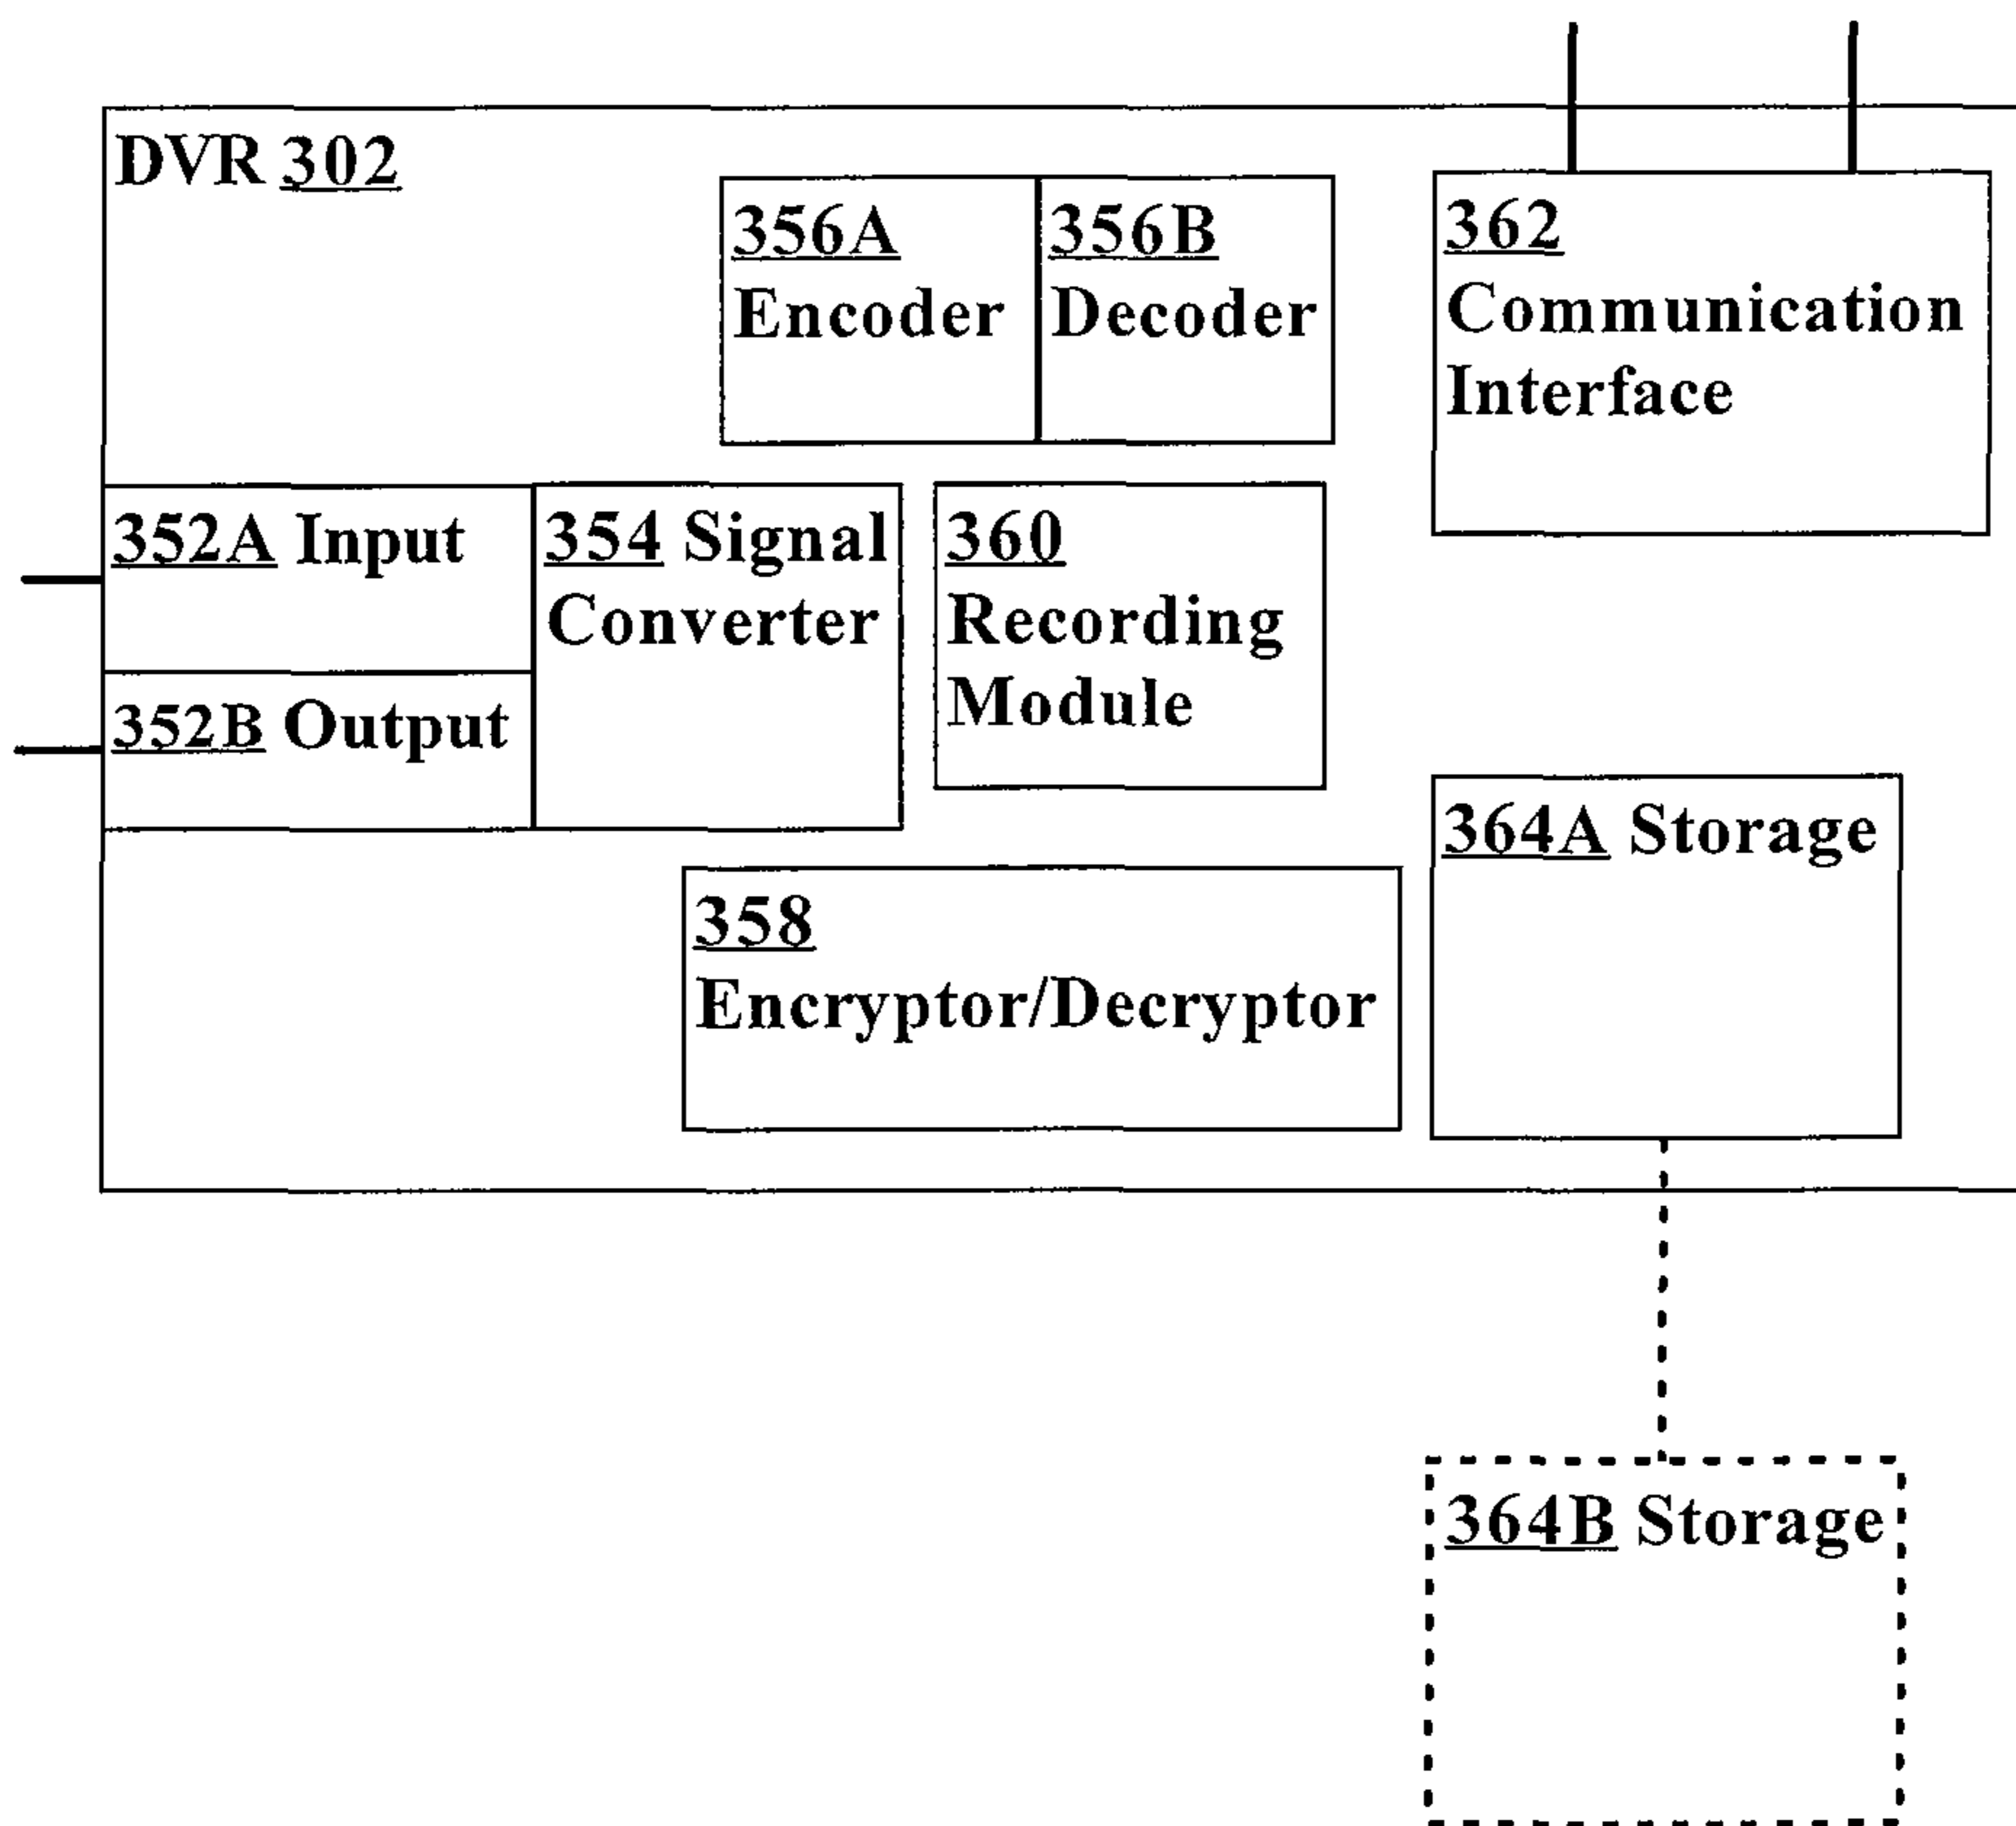 DVR 302
356A
Encoder
356B
Decoder
362
Communication
Interface
352A Input
352B Output
354 Signal
Converter
360
Recording
Module
364A Storage
358
Encryptor/Decryptor
364B Storage